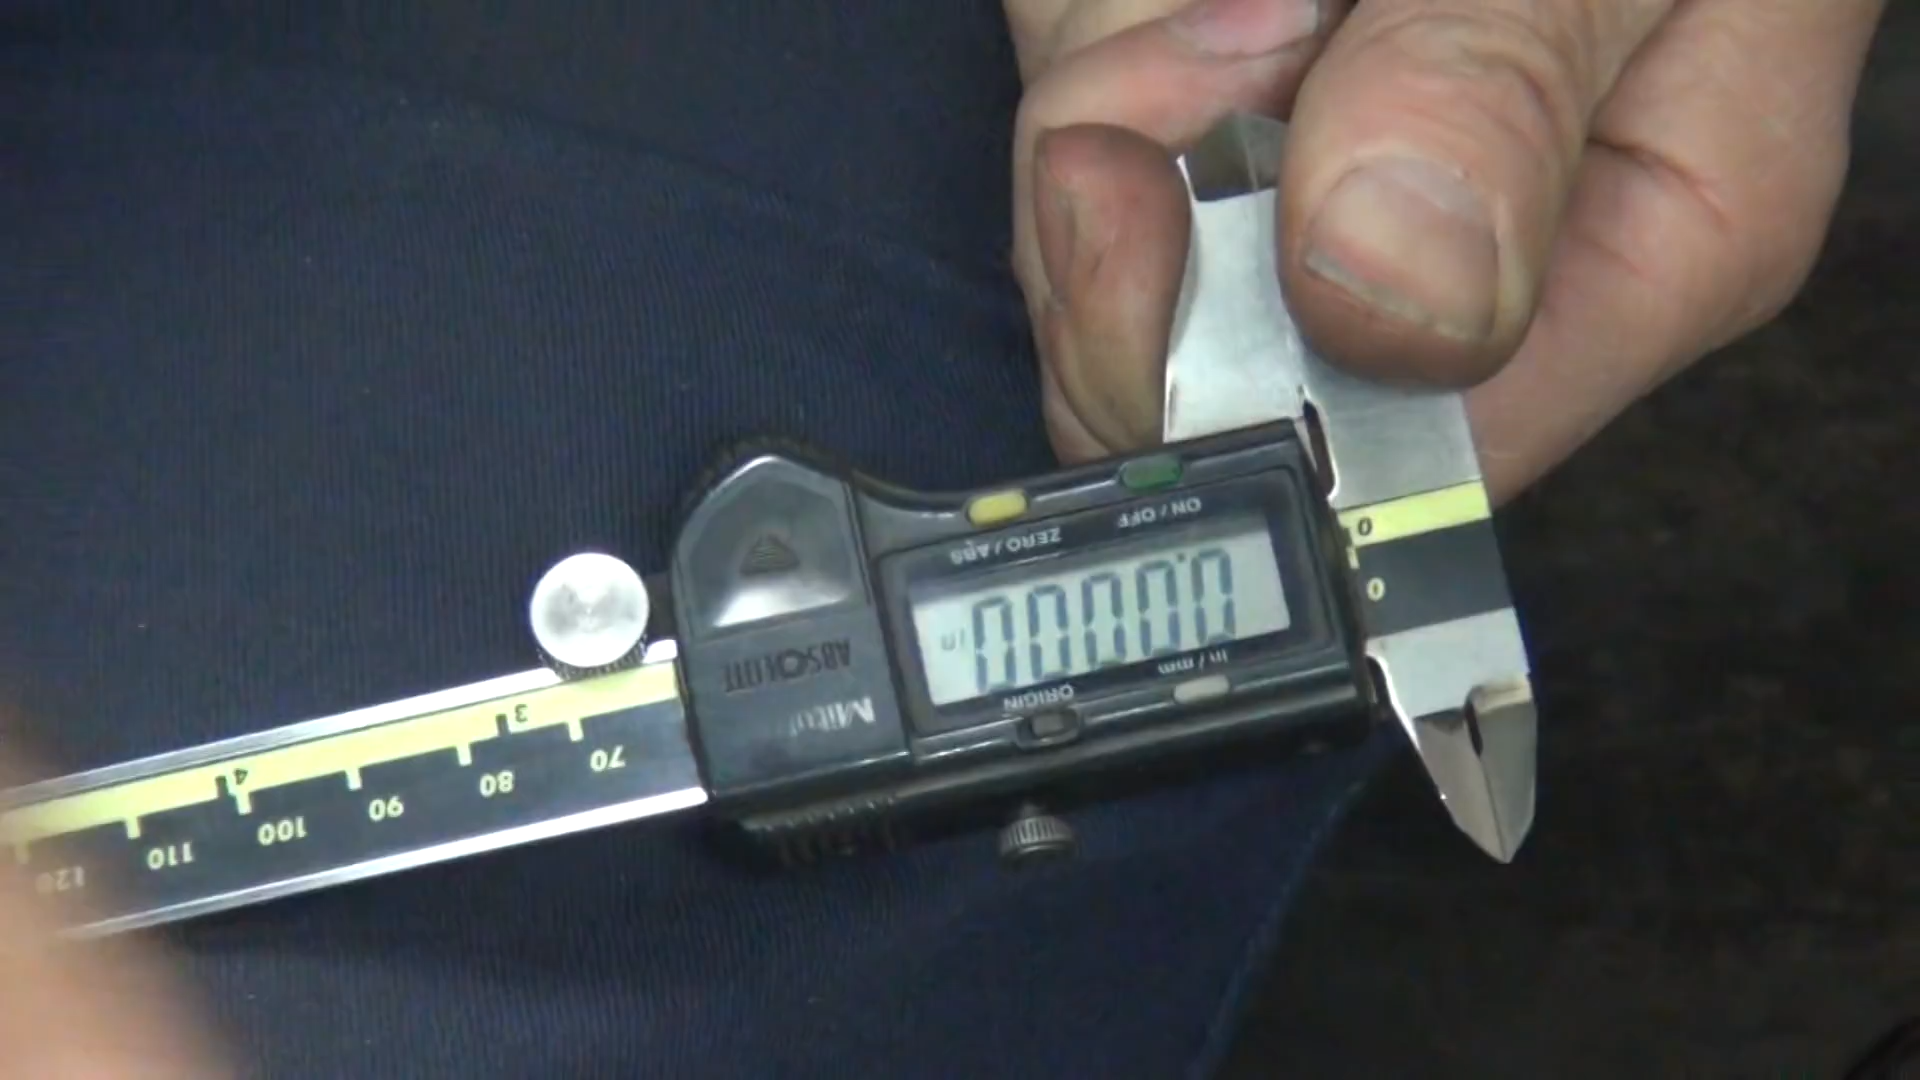 in/mm ORIGIN
0.0000 in
ON/OFF ZERO/ABS
ABSOLUTE
0 70 80 90 100 110 120
0 3 4